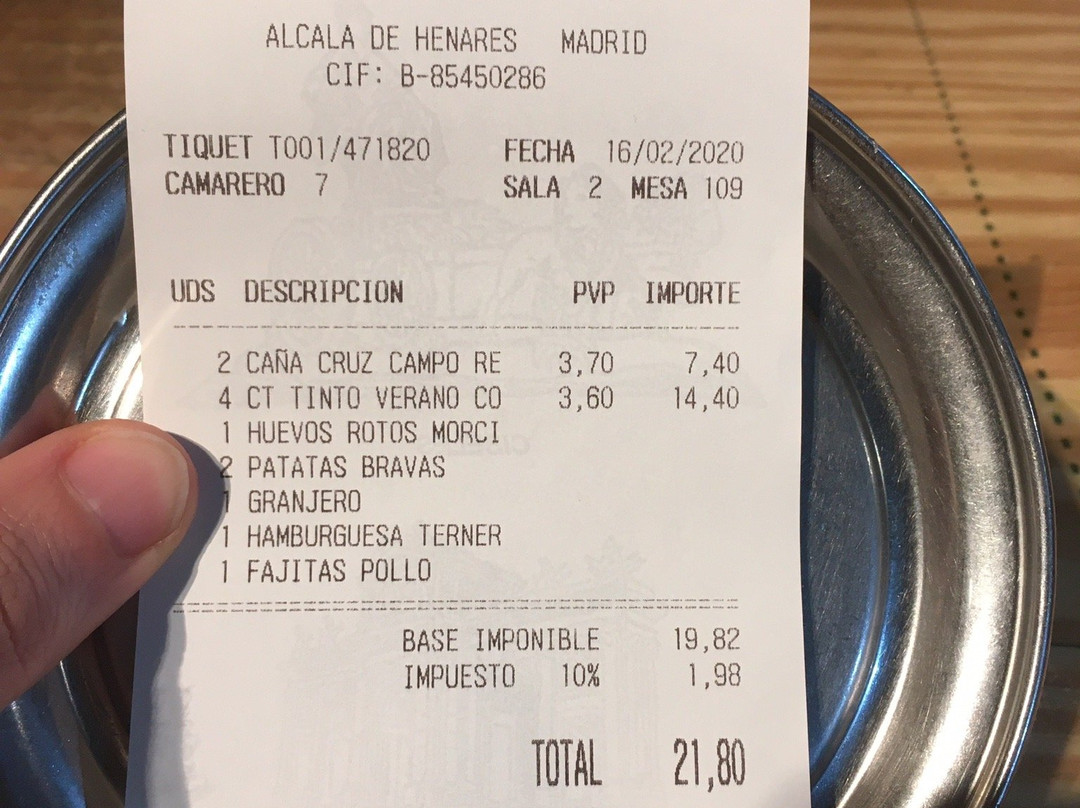 ALCALA DE HENARES MADRID
CIF: B-85450286
TIQUET T001/471820 FECHA 16/02/2020
CAMARERO 7 SALA 2 MESA 109
UDS DESCRIPCION PVP IMPORTE
2 CAÑA CRUZ CAMPO RE 3,70 7,40
4 CT TINTO VERANO CO 3,60 14,40
1 HUEVOS ROTOS MORCI
2 PATATAS BRAVAS
1 GRANJERO
1 HAMBURGUESA TERNER
1 FAJITAS POLLO
BASE IMPONIBLE 19,82
IMPUESTO 10% 1,98
TOTAL 21,80